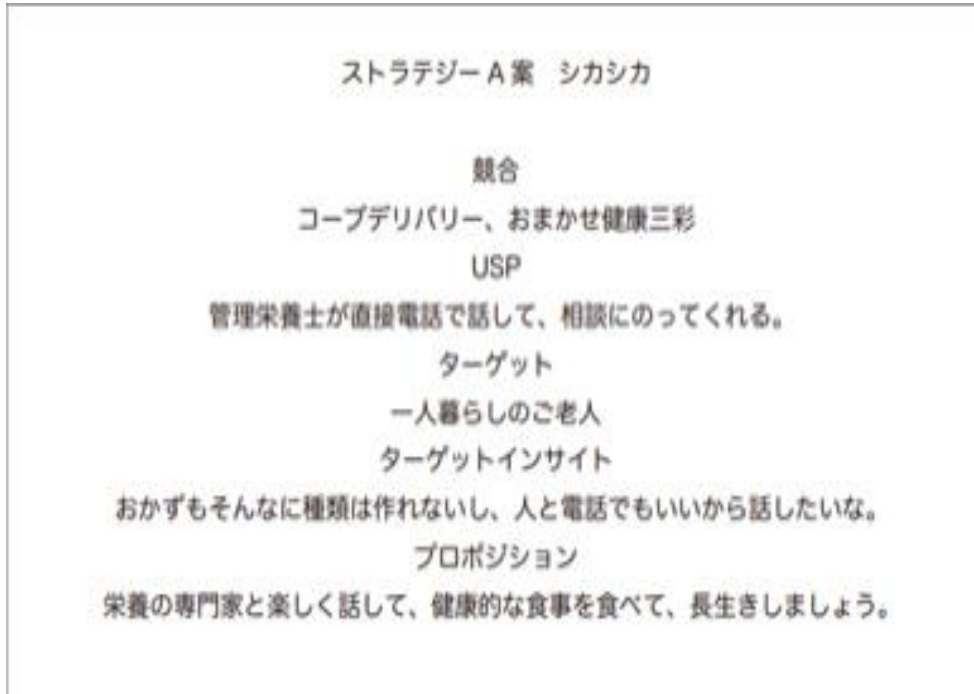 ストラテジーA案　シカシカ
競合
コープデリバリー、おまかせ健康三彩
USP
管理栄養士が直接電話で話して、相談にのってくれる。
ターゲット
一人暮らしのご老人
ターゲットインサイト
おかずもそんなに種類は作れないし、人と電話でもいいから話したいな。
プロポジション
栄養の専門家と楽しく話して、健康的な食事を食べて、長生きしましょう。